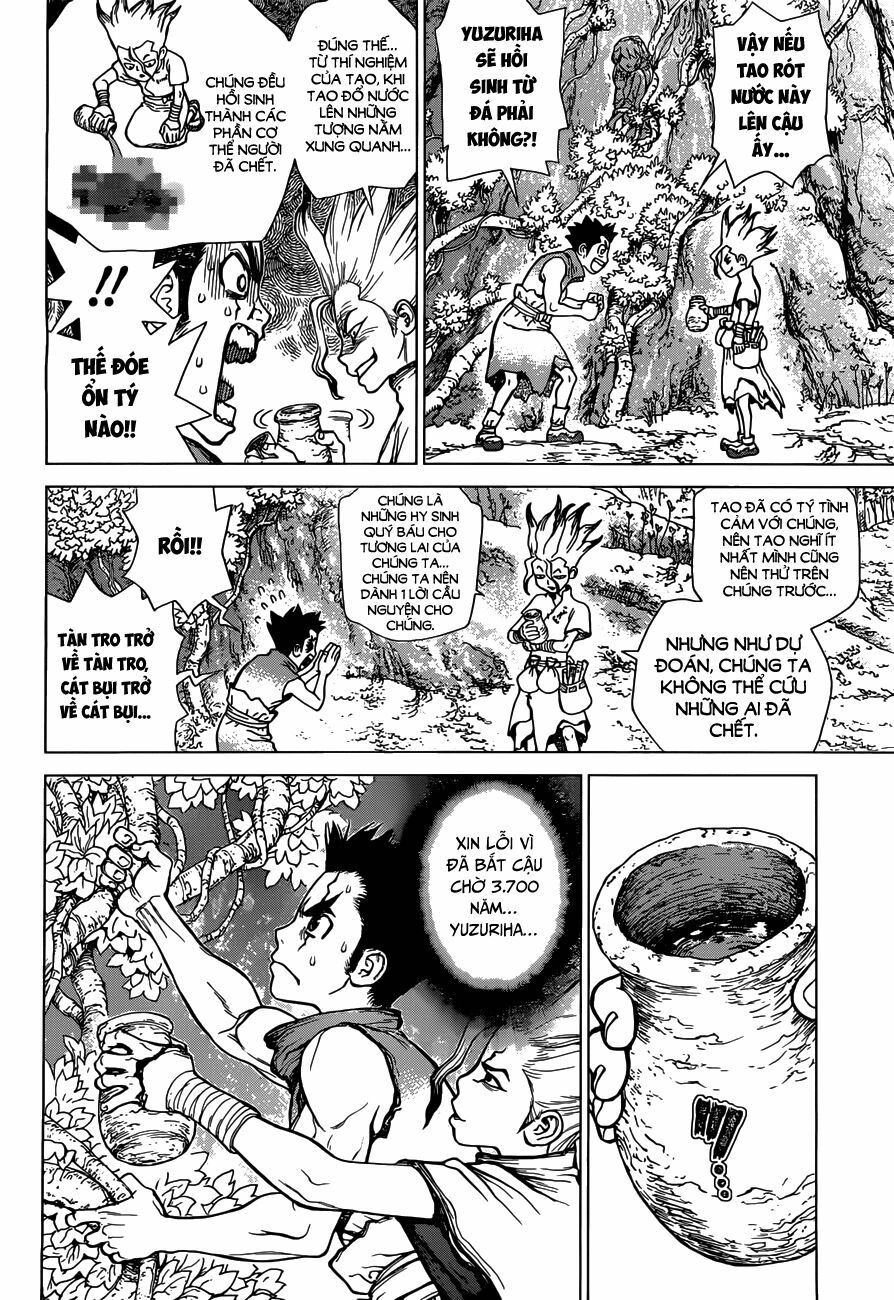 VẬY NẾU
TAO RÓT
NƯỚC NÀY
LÊN CẬU
ẤY...
YUZURIHA
SẼ HỒI
SINH TỪ
ĐÁ PHẢI
KHÔNG?!
ĐÚNG THẾ...
TỪ THÍ NGHIỆM
CỦA TẠO, KHI
TAO ĐỔ NƯỚC
LÊN NHỮNG
TƯỢNG NẰM
XUNG QUANH...
CHÚNG ĐỀU
HỒI SINH
THÀNH CÁC
PHẦN CƠ
THỂ NGƯỜI
ĐÃ CHẾT.
!!
THẾ ĐÓE
ỔN TÝ
NÀO!!
TAO ĐÃ CÓ TÝ TÌNH
CẢM VỚI CHÚNG,
NÊN TAO NGHĨ ÍT
NHẤT MÌNH CŨNG
NÊN THỬ TRÊN
CHÚNG TRƯỚC...
NHƯNG NHƯ DỰ
ĐOÁN, CHÚNG TA
KHÔNG THỂ CỨU
NHỮNG AI ĐÃ
CHẾT.
CHÚNG LÀ
NHỮNG HY SINH
QUÝ BÁU CHO
TƯƠNG LAI CỦA
CHÚNG TA...
CHÚNG TA NÊN
DÀNH 1 LỜI CẦU
NGUYỆN CHO
CHÚNG.
RỒI!!
TÀN TRO TRỞ
VỀ TÀN TRO,
CÁT BỤI TRỞ
VỀ CÁT BỤI...
!!!...
XIN LỖI VÌ
ĐÃ BẮT CẬU
CHỜ 3.700
NĂM...
YUZURIHA...